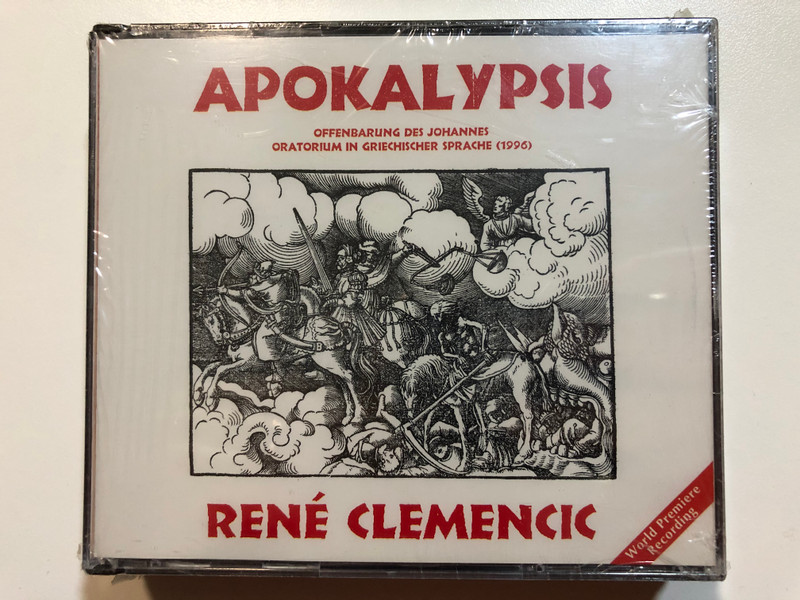 APOKALYPSIS
OFFENBARUNG DES JOHANNES
ORATORIUM IN GRIECHISCHER SPRACHE (1996)
RENÉ CLEMENCIC
World Premiere
Recording